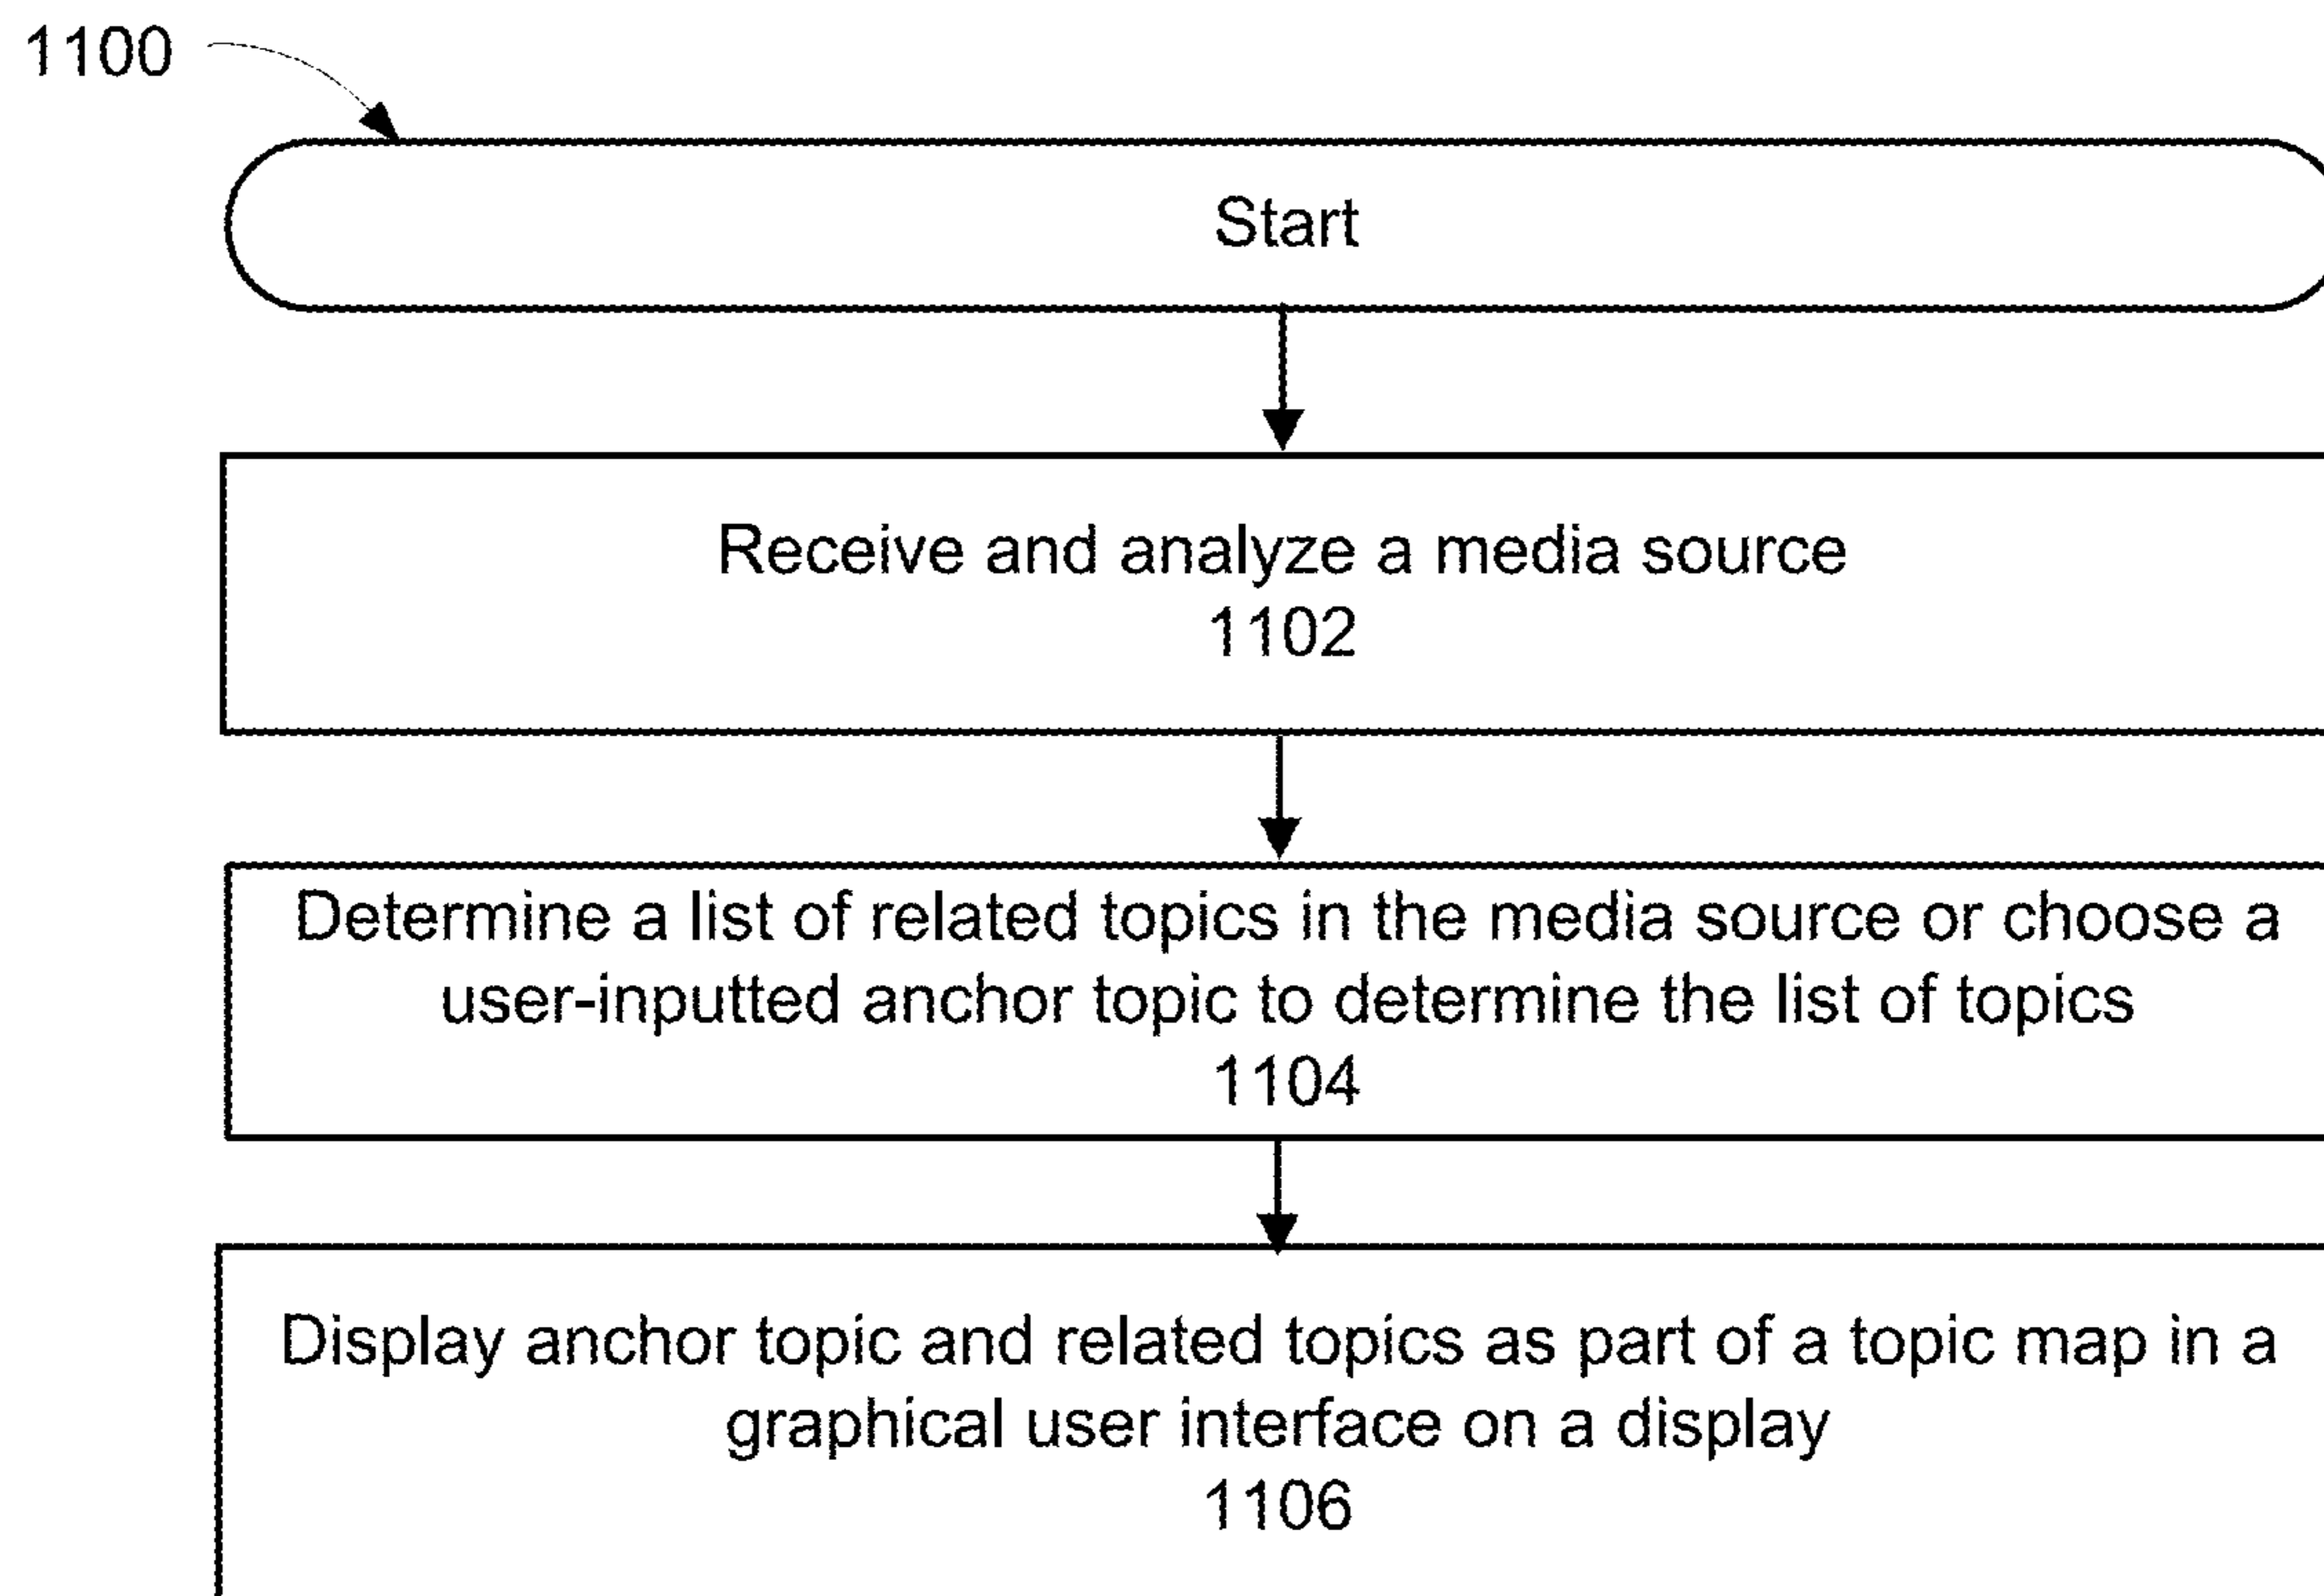 1100
Start
Receive and analyze a media source
1102
Determine a list of related topics in the media source or choose a
user-inputted anchor topic to determine the list of topics
1104
Display anchor topic and related topics as part of a topic map in a
graphical user interface on a display
1106